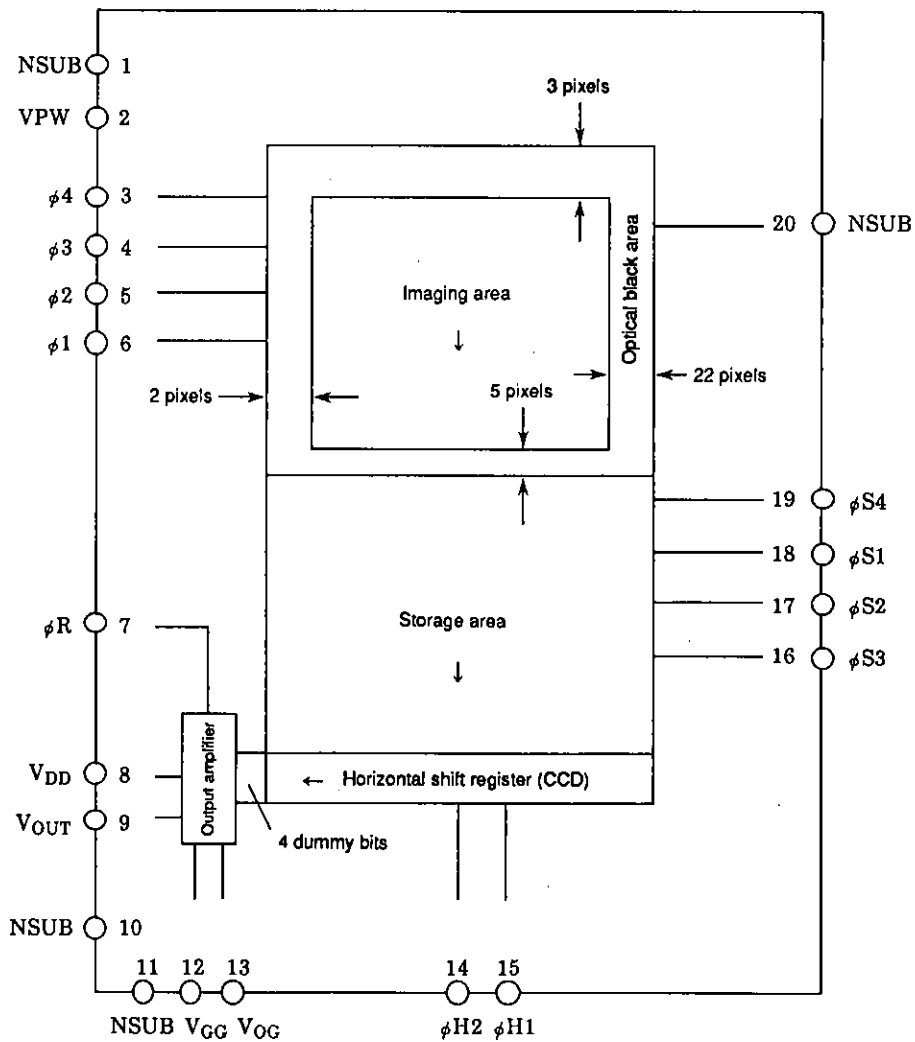 NSUB 1
VPW 2
3 pixels
ϕ4 3
20 NSUB
ϕ3 4
Imaging area
Optical black area
ϕ2 5
ϕ1 6
2 pixels
5 pixels
22 pixels
19 ϕS4
18 ϕS1
17 ϕS2
16 ϕS3
ϕR 7
Storage area
Output amplifier
VDD 8
Horizontal shift register (CCD)
VOUT 9
4 dummy bits
NSUB 10
11 12 13 14 15
NSUB VGG VOG ϕH2 ϕH1